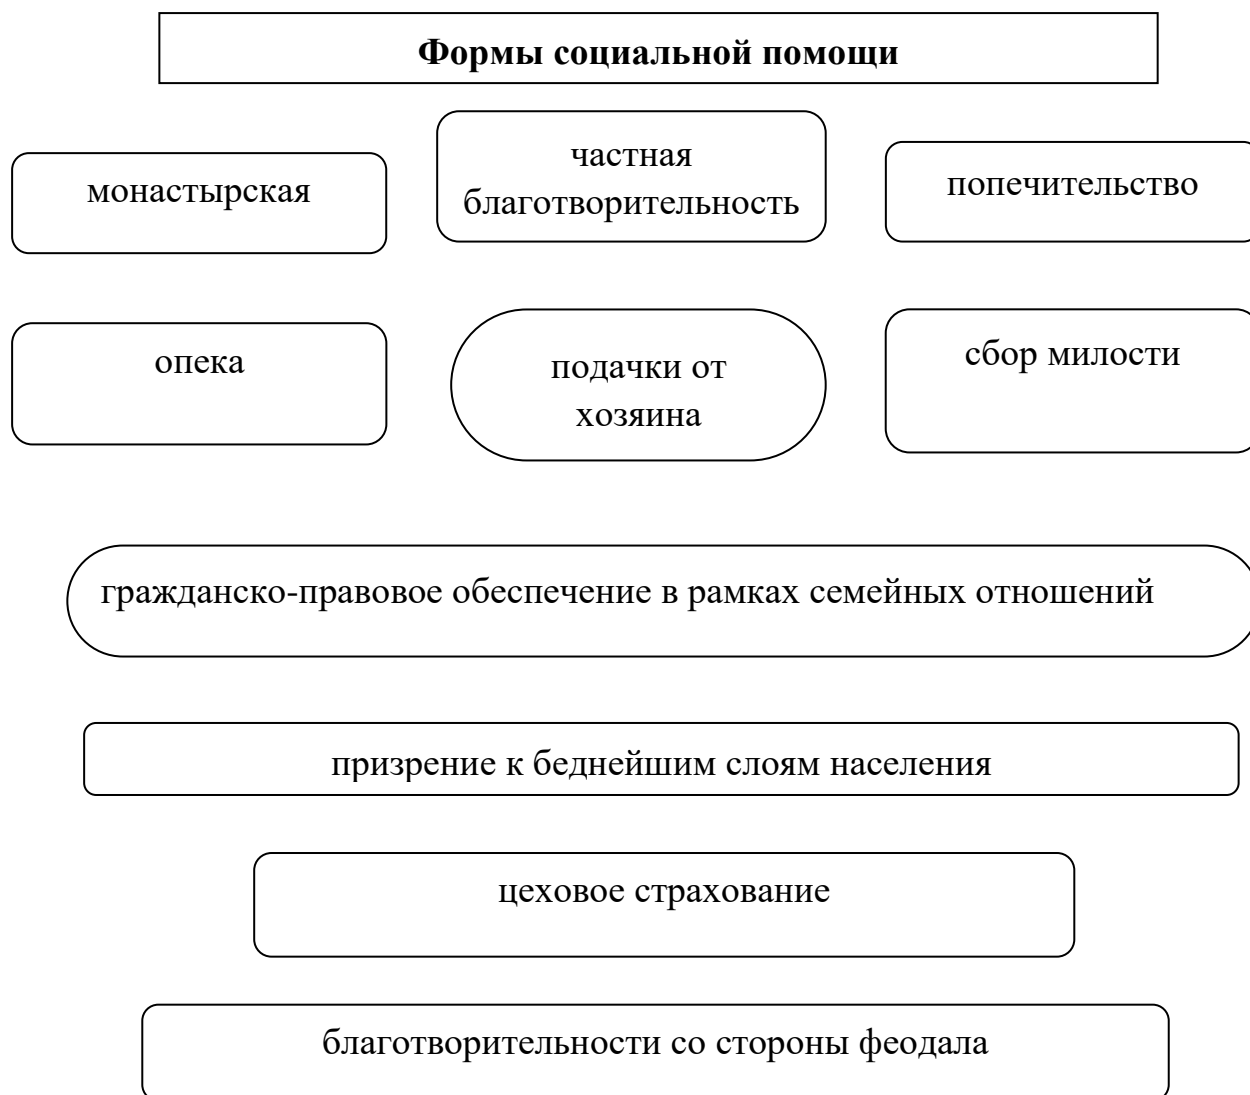 Формы социальной помощи
монастырская
частная
благотворительность
попечительство
опека
подачки от
хозяина
сбор милости
гражданско-правовое обеспечение в рамках семейных отношений
призрение к беднейшим слоям населения
цеховое страхование
благотворительности со стороны феодала